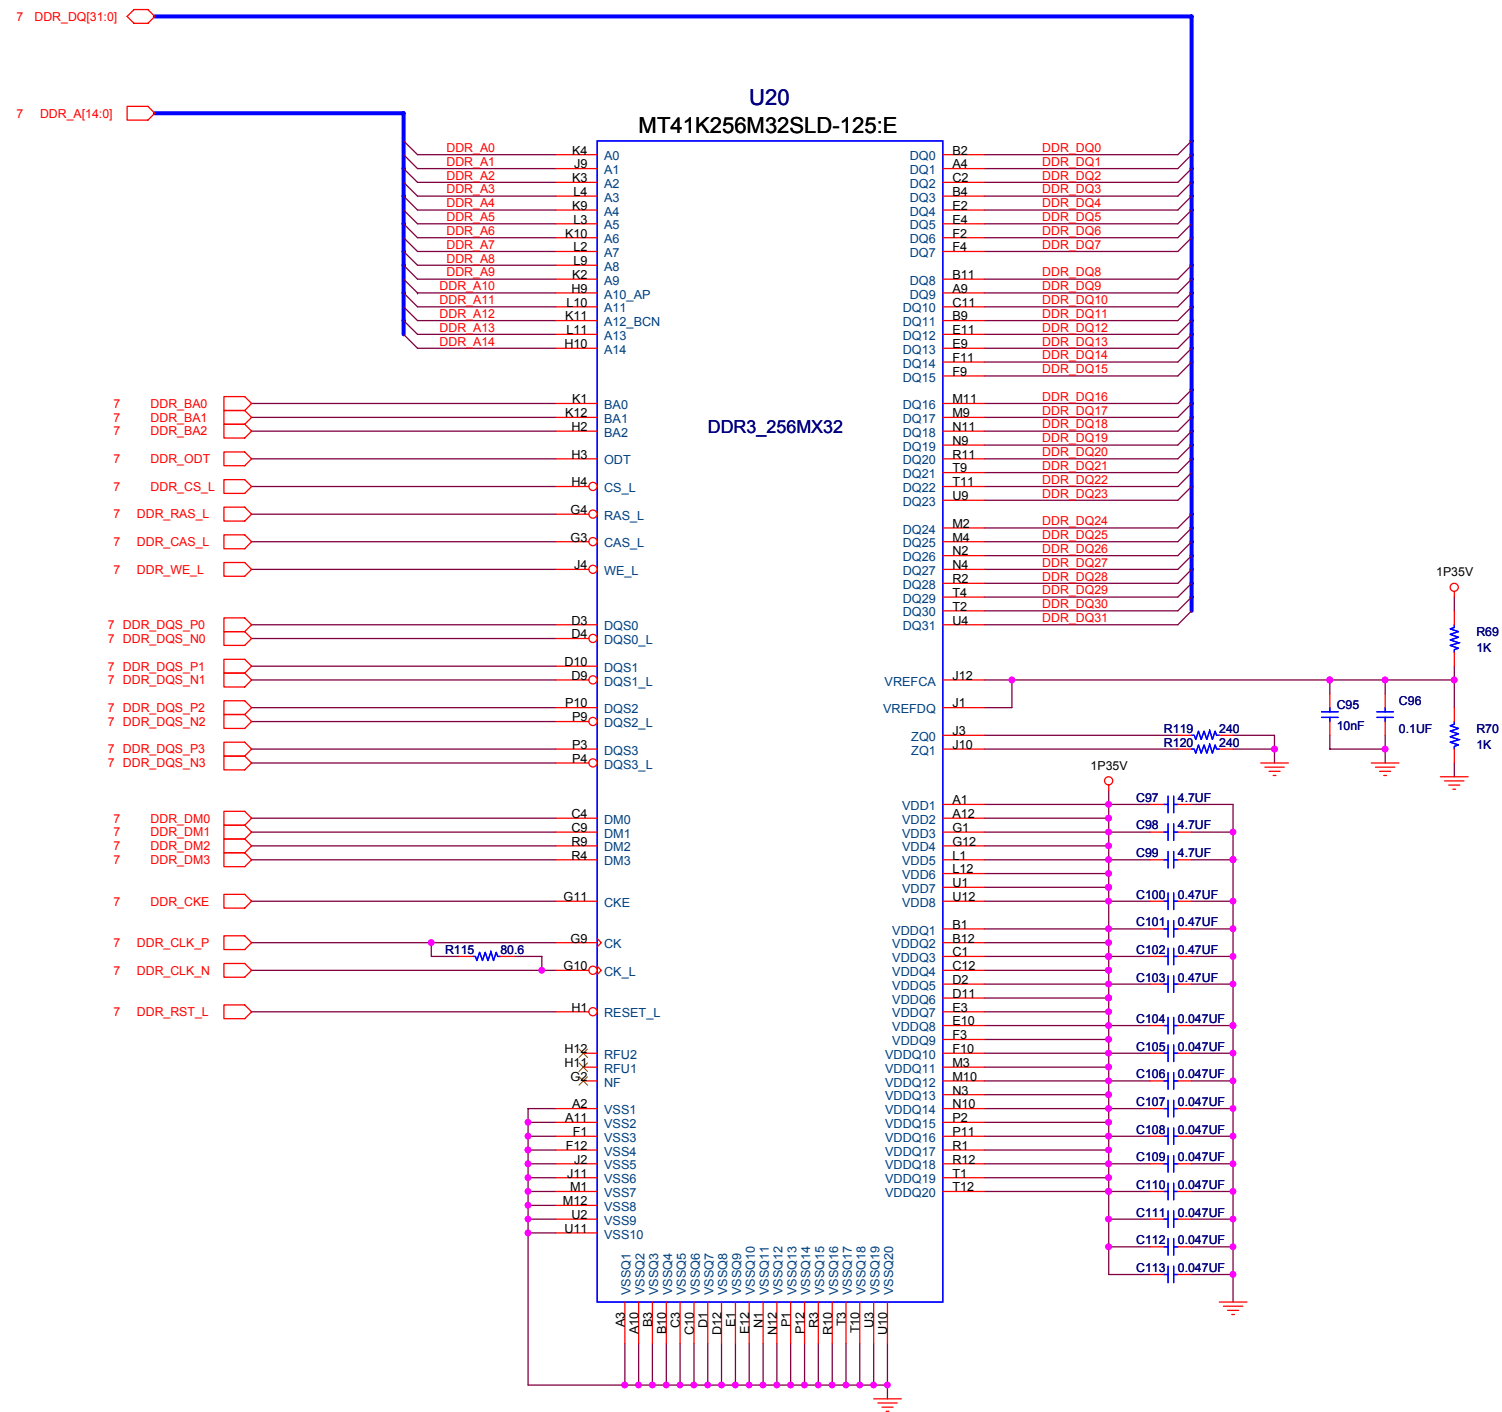 7 DDR_DQ[31:0]
7 DDR_A[14:0]
U20
MT41K256M32SLD-125:E
DDR3_256MX32
DDR_A0 K4 A0
DDR_A1 J9 A1
DDR_A2 K3 A2
DDR_A3 L4 A3
DDR_A4 K9 A4
DDR_A5 L3 A5
DDR_A6 K10 A6
DDR_A7 L2 A7
DDR_A8 L9 A8
DDR_A9 K2 A9
DDR_A10 H9 A10_AP
DDR_A11 L10 A11
DDR_A12 K11 A12_BCN
DDR_A13 L11 A13
DDR_A14 H10 A14
7 DDR_BA0 K1 BA0
7 DDR_BA1 K12 BA1
7 DDR_BA2 H2 BA2
7 DDR_ODT H3 ODT
7 DDR_CS_L H4 CS_L
7 DDR_RAS_L G4 RAS_L
7 DDR_CAS_L G3 CAS_L
7 DDR_WE_L J4 WE_L
7 DDR_DQS_P0 D3 DQS0
7 DDR_DQS_N0 D4 DQS0_L
7 DDR_DQS_P1 D10 DQS1
7 DDR_DQS_N1 D9 DQS1_L
7 DDR_DQS_P2 P10 DQS2
7 DDR_DQS_N2 P9 DQS2_L
7 DDR_DQS_P3 P3 DQS3
7 DDR_DQS_N3 P4 DQS3_L
7 DDR_DM0 C4 DM0
7 DDR_DM1 C9 DM1
7 DDR_DM2 R9 DM2
7 DDR_DM3 R4 DM3
7 DDR_CKE G11 CKE
7 DDR_CLK_P G9 CK
R115 80.6
7 DDR_CLK_N G10 CK_L
7 DDR_RST_L H1 RESET_L
H12 RFU2
H11 RFU1
G2 NF
A2 VSS1
A11 VSS2
F1 VSS3
F12 VSS4
J2 VSS5
J11 VSS6
M1 VSS7
M12 VSS8
U2 VSS9
U11 VSS10
DQ0 B2 DDR_DQ0
DQ1 A4 DDR_DQ1
DQ2 C2 DDR_DQ2
DQ3 B4 DDR_DQ3
DQ4 E2 DDR_DQ4
DQ5 E4 DDR_DQ5
DQ6 F2 DDR_DQ6
DQ7 F4 DDR_DQ7
DQ8 B11 DDR_DQ8
DQ9 A9 DDR_DQ9
DQ10 C11 DDR_DQ10
DQ11 B9 DDR_DQ11
DQ12 E11 DDR_DQ12
DQ13 E9 DDR_DQ13
DQ14 F11 DDR_DQ14
DQ15 F9 DDR_DQ15
DQ16 M11 DDR_DQ16
DQ17 M9 DDR_DQ17
DQ18 N11 DDR_DQ18
DQ19 N9 DDR_DQ19
DQ20 R11 DDR_DQ20
DQ21 T9 DDR_DQ21
DQ22 T11 DDR_DQ22
DQ23 U9 DDR_DQ23
DQ24 M2 DDR_DQ24
DQ25 M4 DDR_DQ25
DQ26 N2 DDR_DQ26
DQ27 N4 DDR_DQ27
DQ28 R2 DDR_DQ28
DQ29 T4 DDR_DQ29
DQ30 T2 DDR_DQ30
DQ31 U4 DDR_DQ31
1P35V
R69
1K
VREFCA J12
VREFDQ J1
C95
10nF
C96
0.1UF
R70
1K
ZQ0 J3 R119 240
ZQ1 J10 R120 240
1P35V
VDD1 A1
VDD2 A12
VDD3 G1
VDD4 G12
VDD5 L1
VDD6 L12
VDD7 U1
VDD8 U12
VDDQ1 B1
VDDQ2 B12
VDDQ3 C1
VDDQ4 C12
VDDQ5 D2
VDDQ6 D11
VDDQ7 E3
VDDQ8 E10
VDDQ9 F3
VDDQ10 F10
VDDQ11 M3
VDDQ12 M10
VDDQ13 N3
VDDQ14 N10
VDDQ15 P2
VDDQ16 P11
VDDQ17 R1
VDDQ18 R12
VDDQ19 T1
VDDQ20 T12
C97 4.7UF
C98 4.7UF
C99 4.7UF
C100 0.47UF
C101 0.47UF
C102 0.47UF
C103 0.47UF
C104 0.047UF
C105 0.047UF
C106 0.047UF
C107 0.047UF
C108 0.047UF
C109 0.047UF
C110 0.047UF
C111 0.047UF
C112 0.047UF
C113 0.047UF
VSSQ1 A3
VSSQ2 A10
VSSQ3 B3
VSSQ4 B10
VSSQ5 C3
VSSQ6 C10
VSSQ7 D1
VSSQ8 D12
VSSQ9 E1
VSSQ10 E12
VSSQ11 N1
VSSQ12 N12
VSSQ13 P1
VSSQ14 P12
VSSQ15 R3
VSSQ16 R10
VSSQ17 T3
VSSQ18 T10
VSSQ19 U3
VSSQ20 U10